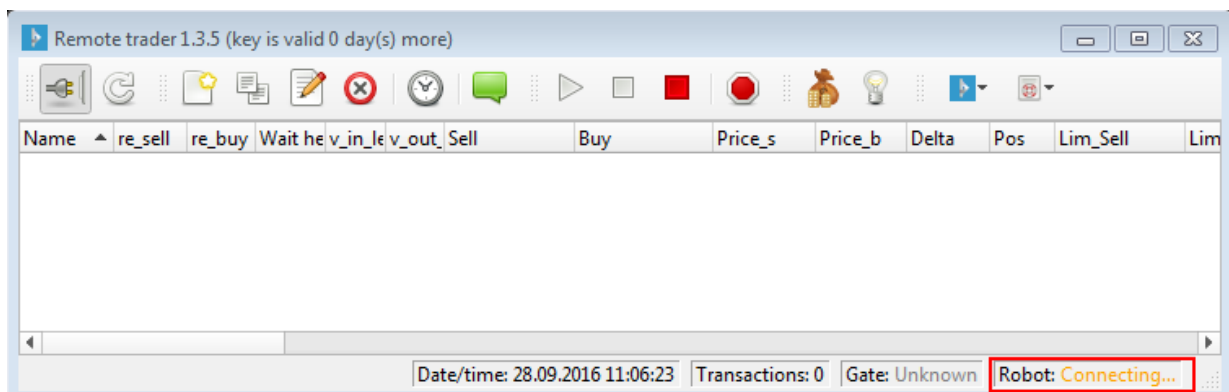 Remote trader 1.3.5 (key is valid 0 day(s) more)
Name re_sell re_buy Wait he v_in_le v_out_ Sell Buy Price_s Price_b Delta Pos Lim_Sell Lim
Date/time: 28.09.2016 11:06:23 Transactions: 0 Gate: Unknown Robot: Connecting...